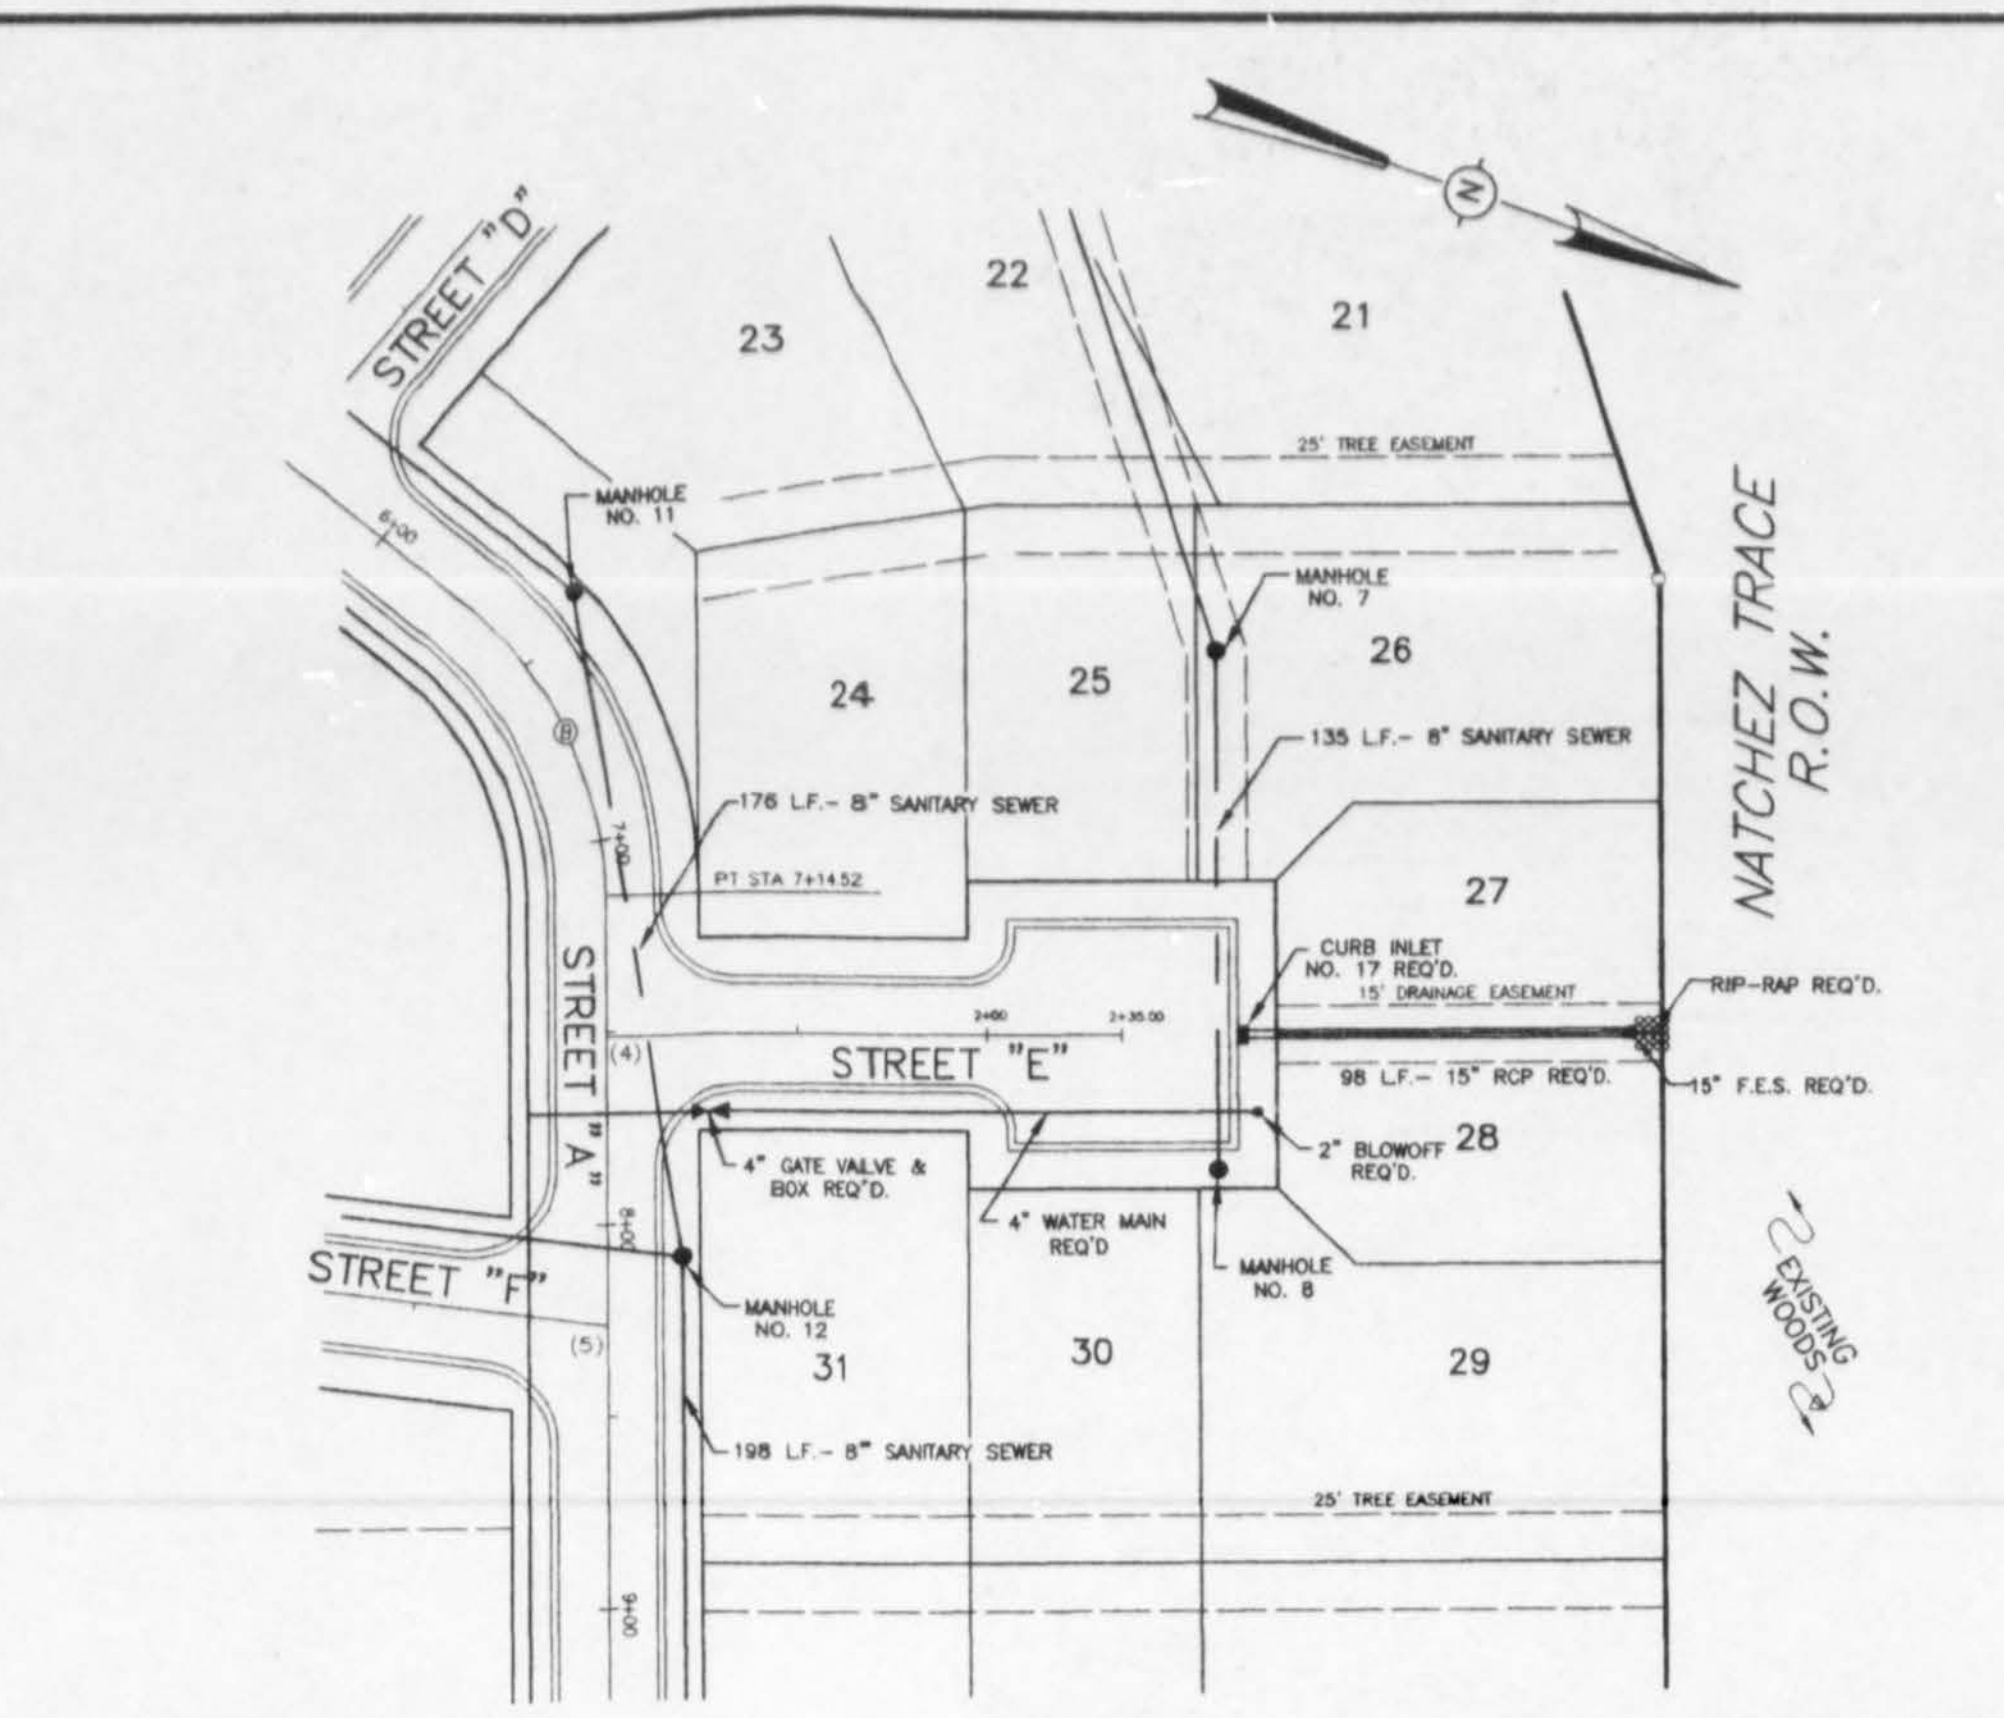 N
STREET "D"
22
21
23
25' TREE EASEMENT
MANHOLE
NO. 11
6+00
NATCHEZ TRACE
R.O.W.
MANHOLE
NO. 7
26
25
24
B
135 L.F.- 8" SANITARY SEWER
176 L.F.- 8" SANITARY SEWER
7+00
PT STA 7+14.52
27
CURB INLET
NO. 17 REQ'D.
15' DRAINAGE EASEMENT
RIP-RAP REQ'D.
STREET "A"
2+00
2+35.00
(4)
STREET "E"
98 L.F.- 15" RCP REQ'D.
15" F.E.S. REQ'D.
28
2" BLOWOFF
REQ'D.
4" GATE VALVE &
BOX REQ'D.
4" WATER MAIN
REQ'D
8+00
STREET "F"
MANHOLE
NO. 8
EXISTING
WOODS
MANHOLE
NO. 12
(5)
31
30
29
198 L.F.- 8" SANITARY SEWER
25' TREE EASEMENT
9+00